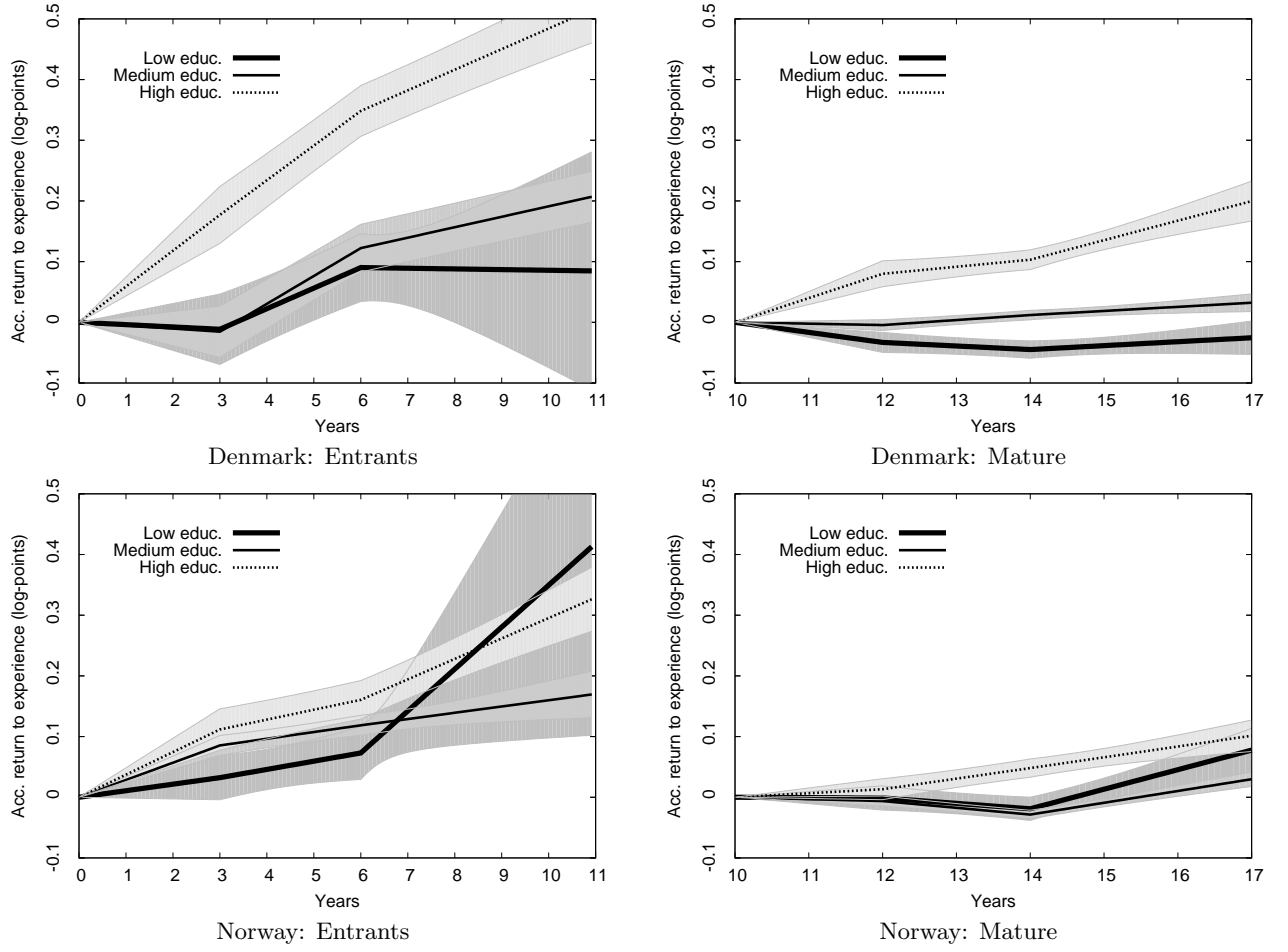 0.5
0.4
0.3
0.2
0.1
0
-0.1
Acc. return to experience (log-points)
Low educ.
Medium educ.
High educ.
0 1 2 3 4 5 6 7 8 9 10 11
Years
Denmark: Entrants
0.5
0.4
0.3
0.2
0.1
0
-0.1
Acc. return to experience (log-points)
Low educ.
Medium educ.
High educ.
10 11 12 13 14 15 16 17
Years
Denmark: Mature
0.5
0.4
0.3
0.2
0.1
0
-0.1
Acc. return to experience (log-points)
Low educ.
Medium educ.
High educ.
0 1 2 3 4 5 6 7 8 9 10 11
Years
Norway: Entrants
0.5
0.4
0.3
0.2
0.1
0
-0.1
Acc. return to experience (log-points)
Low educ.
Medium educ.
High educ.
10 11 12 13 14 15 16 17
Years
Norway: Mature